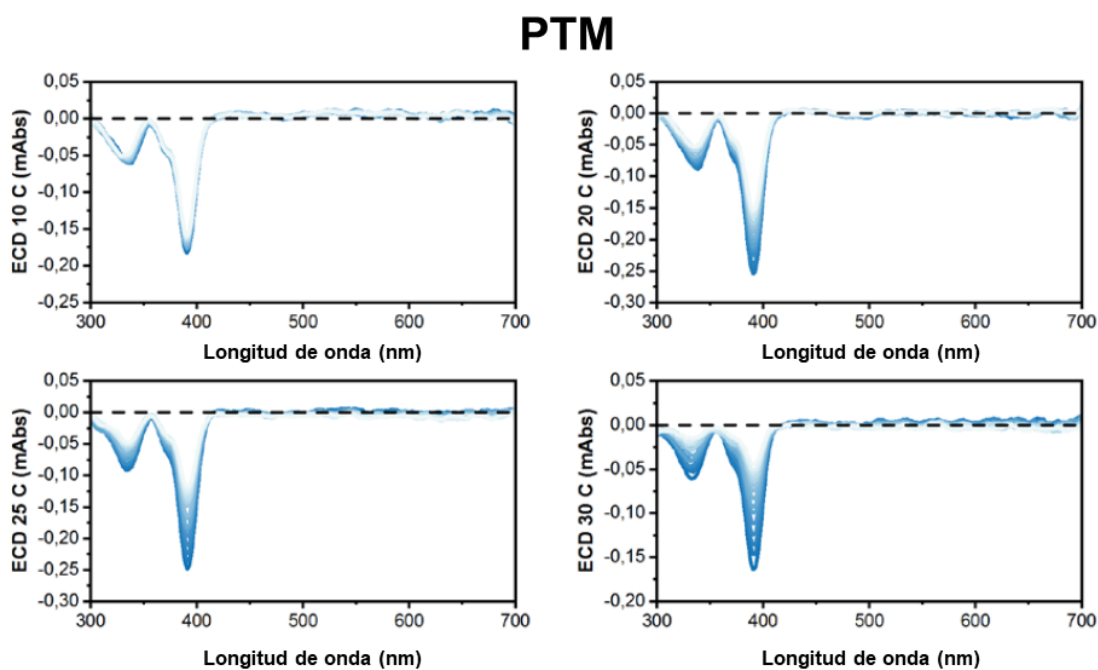 PTM
0,05
0,00
-0,05
-0,10
-0,15
-0,20
-0,25
ECD 10 C (mAbs)
300 400 500 600 700
Longitud de onda (nm)
0,05
0,00
-0,05
-0,10
-0,15
-0,20
-0,25
-0,30
ECD 20 C (mAbs)
300 400 500 600 700
Longitud de onda (nm)
0,05
0,00
-0,05
-0,10
-0,15
-0,20
-0,25
-0,30
ECD 25 C (mAbs)
300 400 500 600 700
Longitud de onda (nm)
0,05
0,00
-0,05
-0,10
-0,15
-0,20
ECD 30 C (mAbs)
300 400 500 600 700
Longitud de onda (nm)